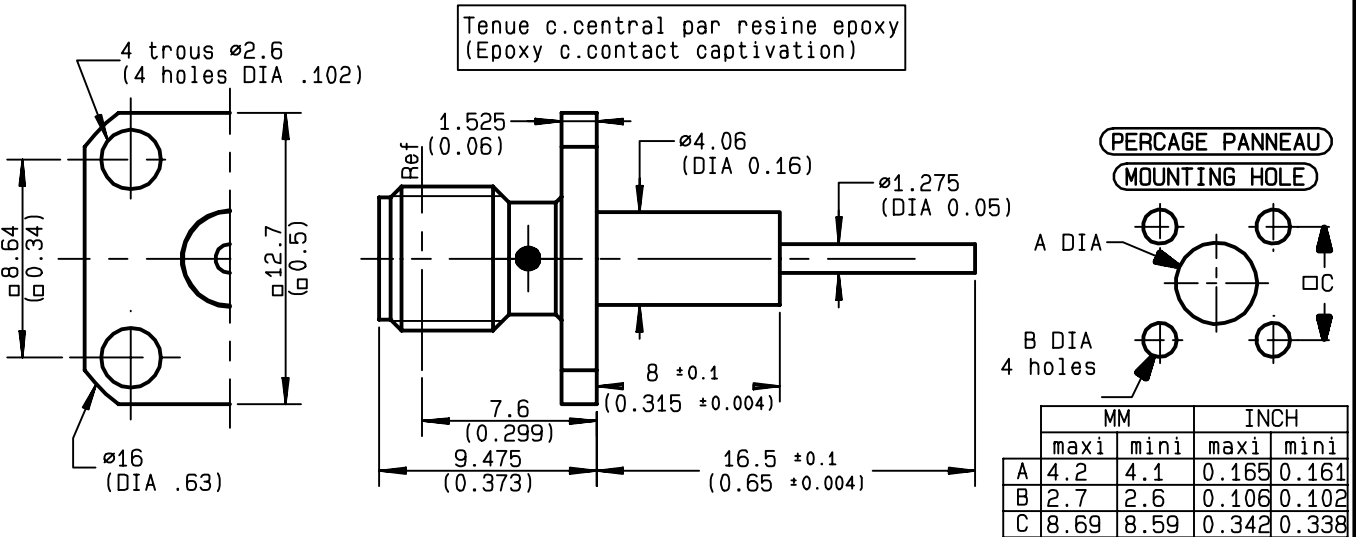 Tenue c.central par resine epoxy
(Epoxy c.contact captivation)
4 trous ⌀2.6
(4 holes DIA .102)
□8.64
(□0.34)
□12.7
(□0.5)
⌀16
(DIA .63)
1.525
(0.06)
Ref
⌀4.06
(DIA 0.16)
⌀1.275
(DIA 0.05)
8 ±0.1
(0.315 ±0.004)
7.6
(0.299)
9.475
(0.373)
16.5 ±0.1
(0.65 ±0.004)
PERCAGE PANNEAU
MOUNTING HOLE
A DIA
□C
B DIA
4 holes
MM INCH
maxi mini maxi mini
A 4.2 4.1 0.165 0.161
B 2.7 2.6 0.106 0.102
C 8.69 8.59 0.342 0.338